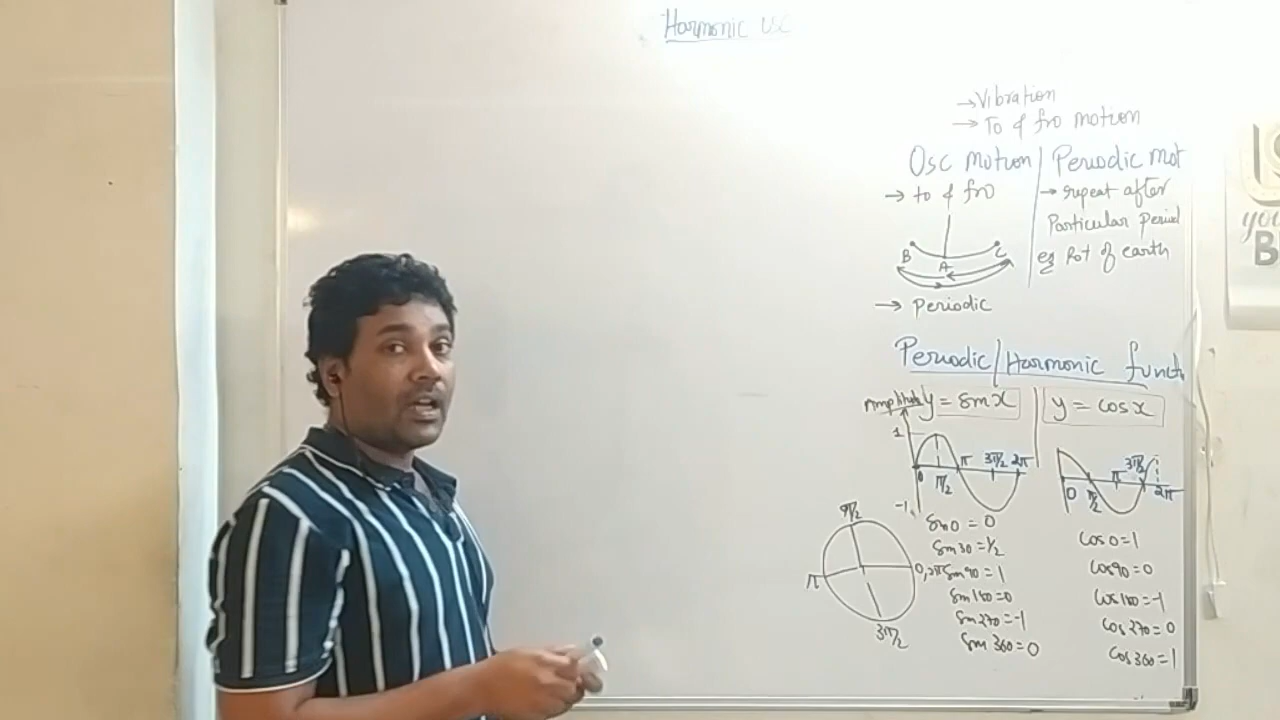 Harmonic Osc
→ Vibration
→ To & fro motion
Osc motion / Periodic mot
→ to & fro
→ repeat after
Particular period
B A C
eg Rot of earth
→ Periodic
Periodic/Harmonic funct
Amplitude y = sin x
y = cos x
1
0 π/2 π 3π/2 2π
-1
0 π/2 π 3π/2 2π
π/2
π
0, 2π
3π/2
sin 0 = 0
sin 30 = 1/2
sin 90 = 1
sin 180 = 0
sin 270 = -1
sin 360 = 0
cos 0 = 1
cos 90 = 0
cos 180 = -1
cos 270 = 0
cos 360 = 1
you
B